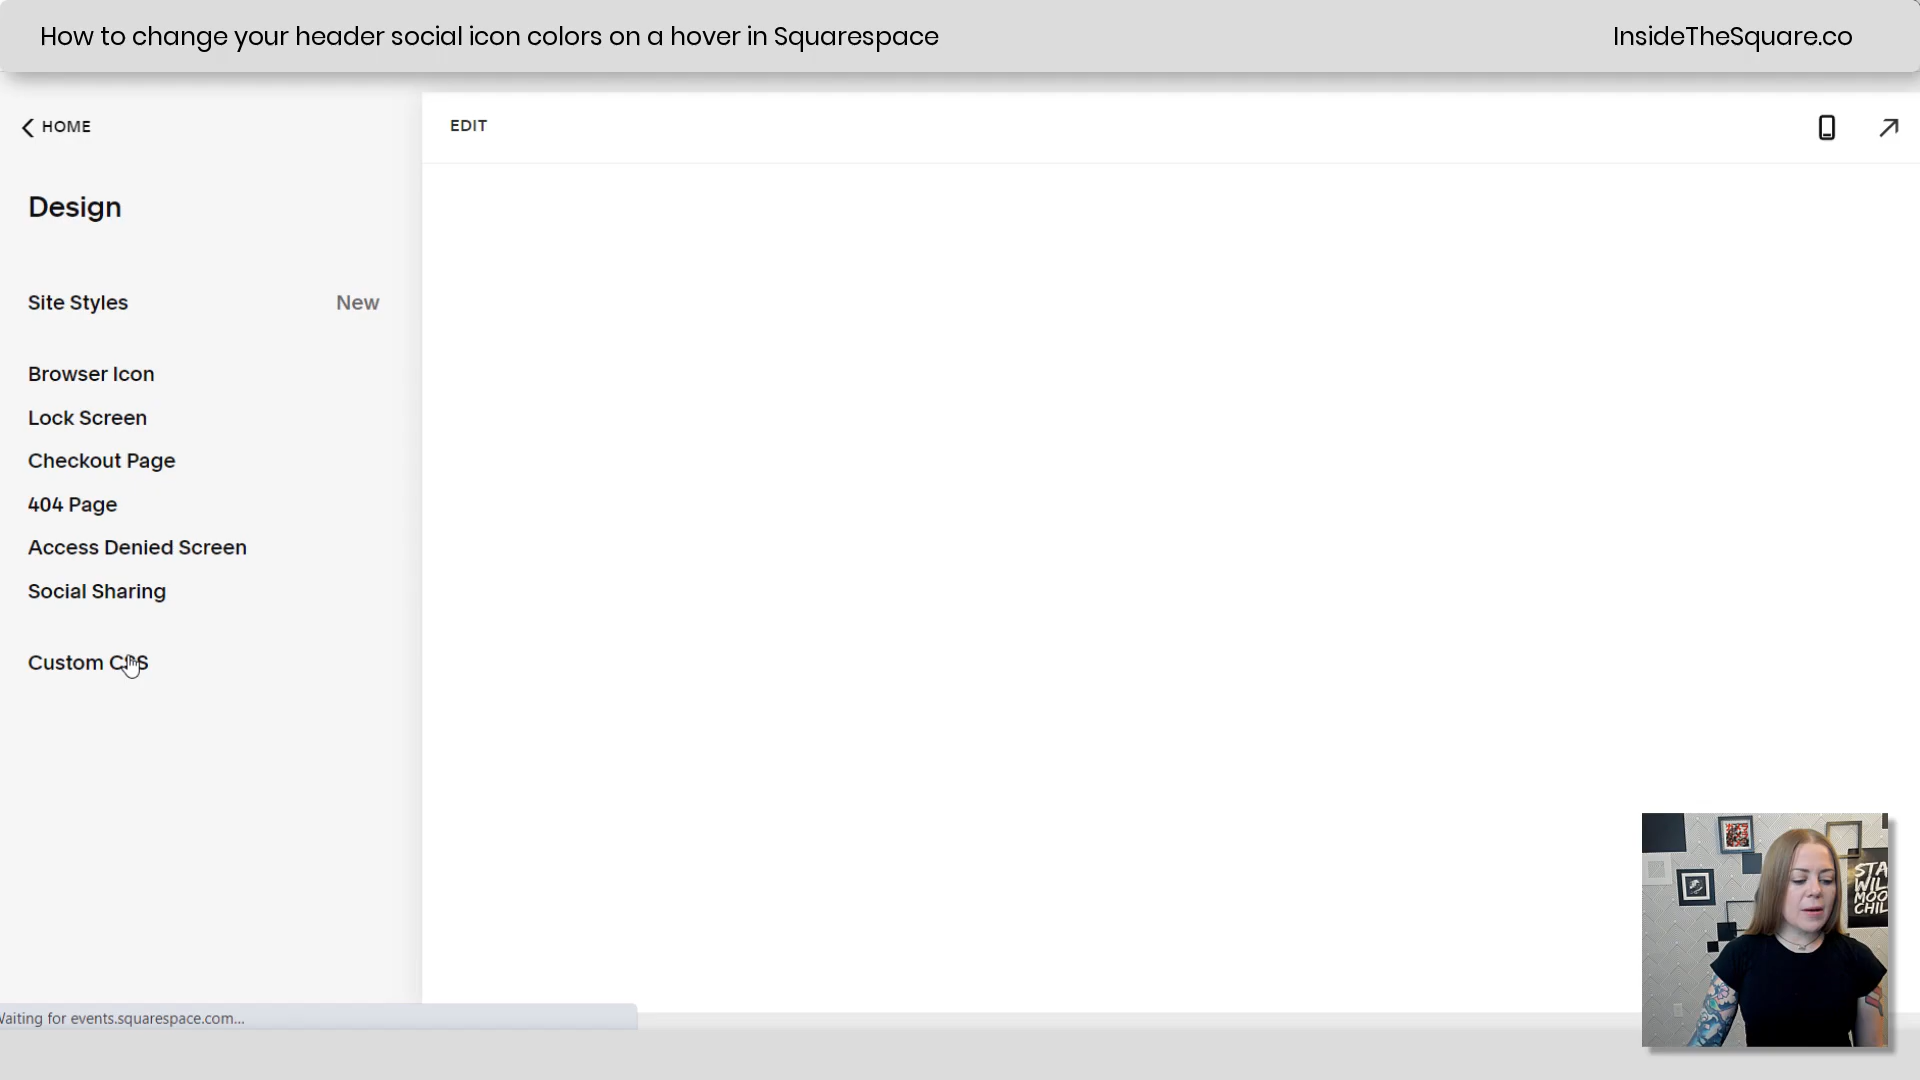 How to change your header social icon colors on a hover in Squarespace
InsideTheSquare.co
HOME
EDIT
Design
Site Styles
New
Browser Icon
Lock Screen
Checkout Page
404 Page
Access Denied Screen
Social Sharing
Custom CSS
Waiting for events.squarespace.com...